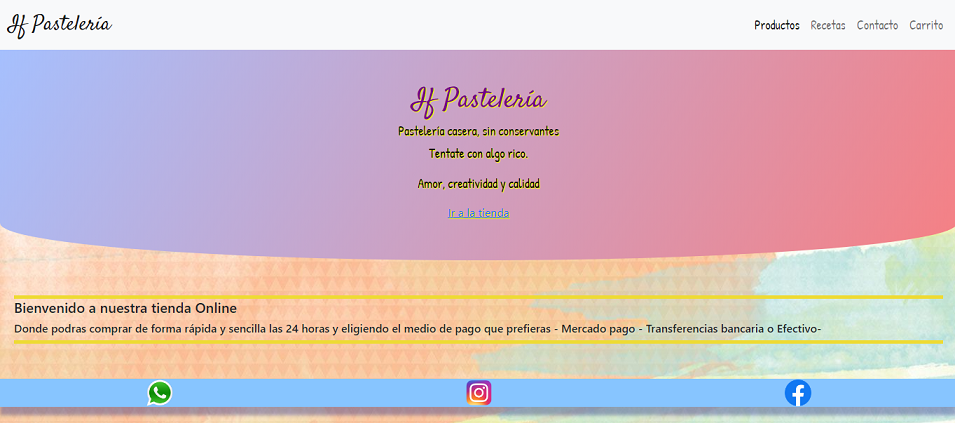 If Pastelería
Productos Recetas Contacto Carrito
If Pastelería
Pastelería casera, sin conservantes
Tentate con algo rico.
Amor, creatividad y calidad
Ir a la tienda
Bienvenido a nuestra tienda Online
Donde podras comprar de forma rápida y sencilla las 24 horas y eligiendo el medio de pago que prefieras - Mercado pago - Transferencias bancaria o Efectivo-